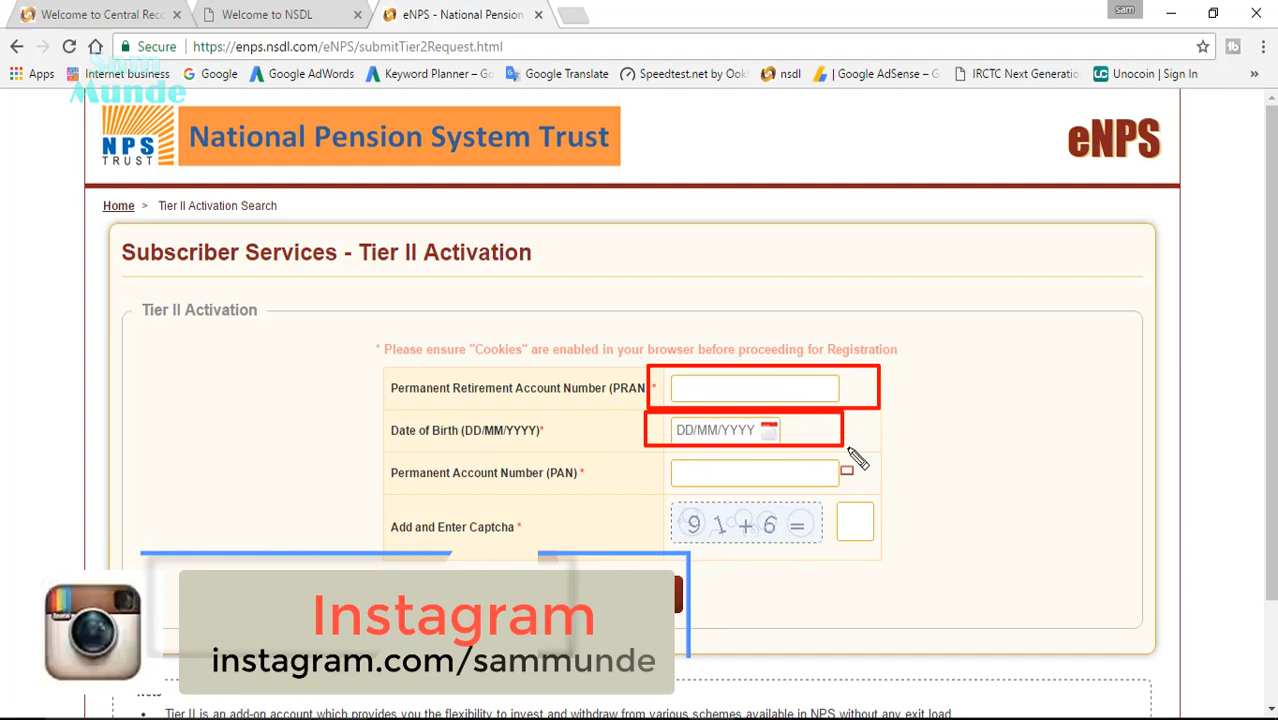 sam
Welcome to Central Rec
Welcome to NSDL
eNPS - National Pension
Secure
https://enps.nsdl.com/eNPS/submitTier2Request.html
Apps
Internet business
Google
Google AdWords
Keyword Planner – Go
Google Translate
Speedtest.net by Ookl
nsdl
| Google AdSense – G
IRCTC Next Generation
Unocoin | Sign In
Sam
Munde
NPS
TRUST
National Pension System Trust
eNPS
Home > Tier II Activation Search
Subscriber Services - Tier II Activation
Tier II Activation
* Please ensure "Cookies" are enabled in your browser before proceeding for Registration
Permanent Retirement Account Number (PRAN *
Date of Birth (DD/MM/YYYY)*
DD/MM/YYYY
Permanent Account Number (PAN) *
Add and Enter Captcha *
91 + 6 =
Instagram
instagram.com/sammunde
Tier II is an add-on account which provides you the flexibility to invest and withdraw from various schemes available in NPS without any exit load